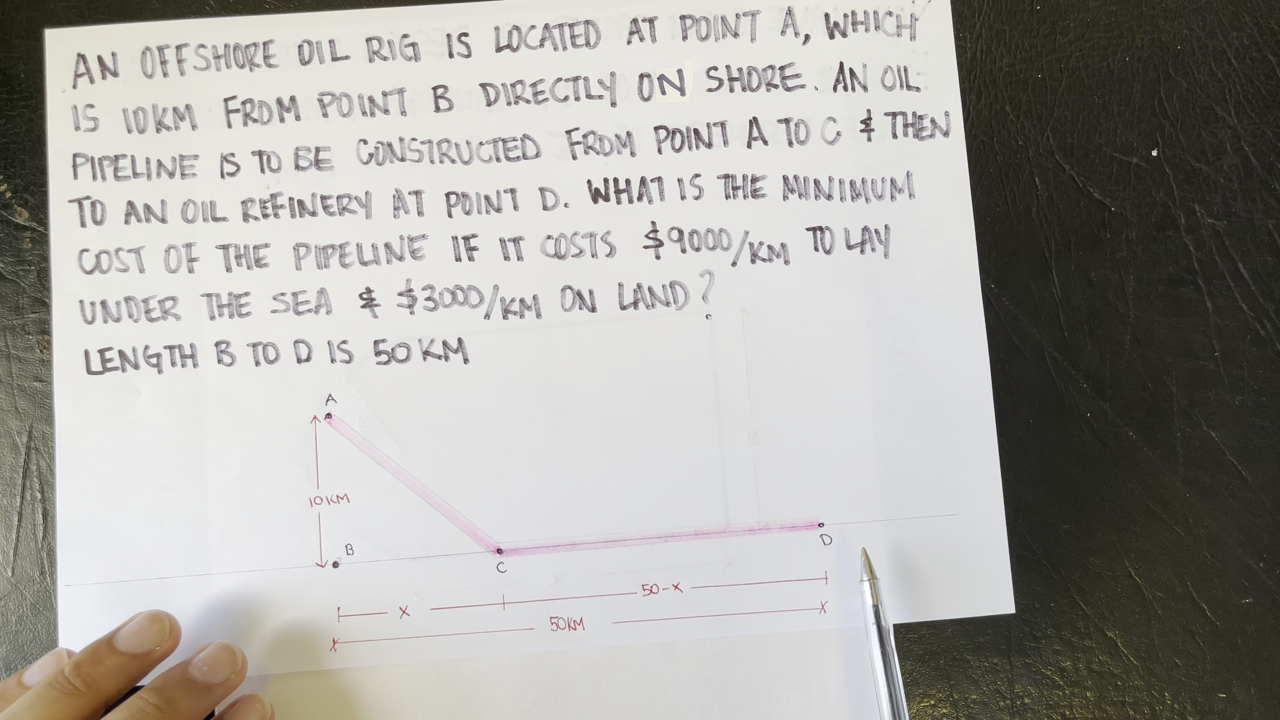 AN OFFSHORE OIL RIG IS LOCATED AT POINT A, WHICH
IS 10KM FROM POINT B DIRECTLY ON SHORE. AN OIL
PIPELINE IS TO BE CONSTRUCTED FROM POINT A TO C & THEN
TO AN OIL REFINERY AT POINT D. WHAT IS THE MINIMUM
COST OF THE PIPELINE IF IT COSTS $9000/KM TO LAY
UNDER THE SEA & $3000/KM ON LAND?
LENGTH B TO D IS 50KM
A
10KM
B
C
D
X
50-X
50KM